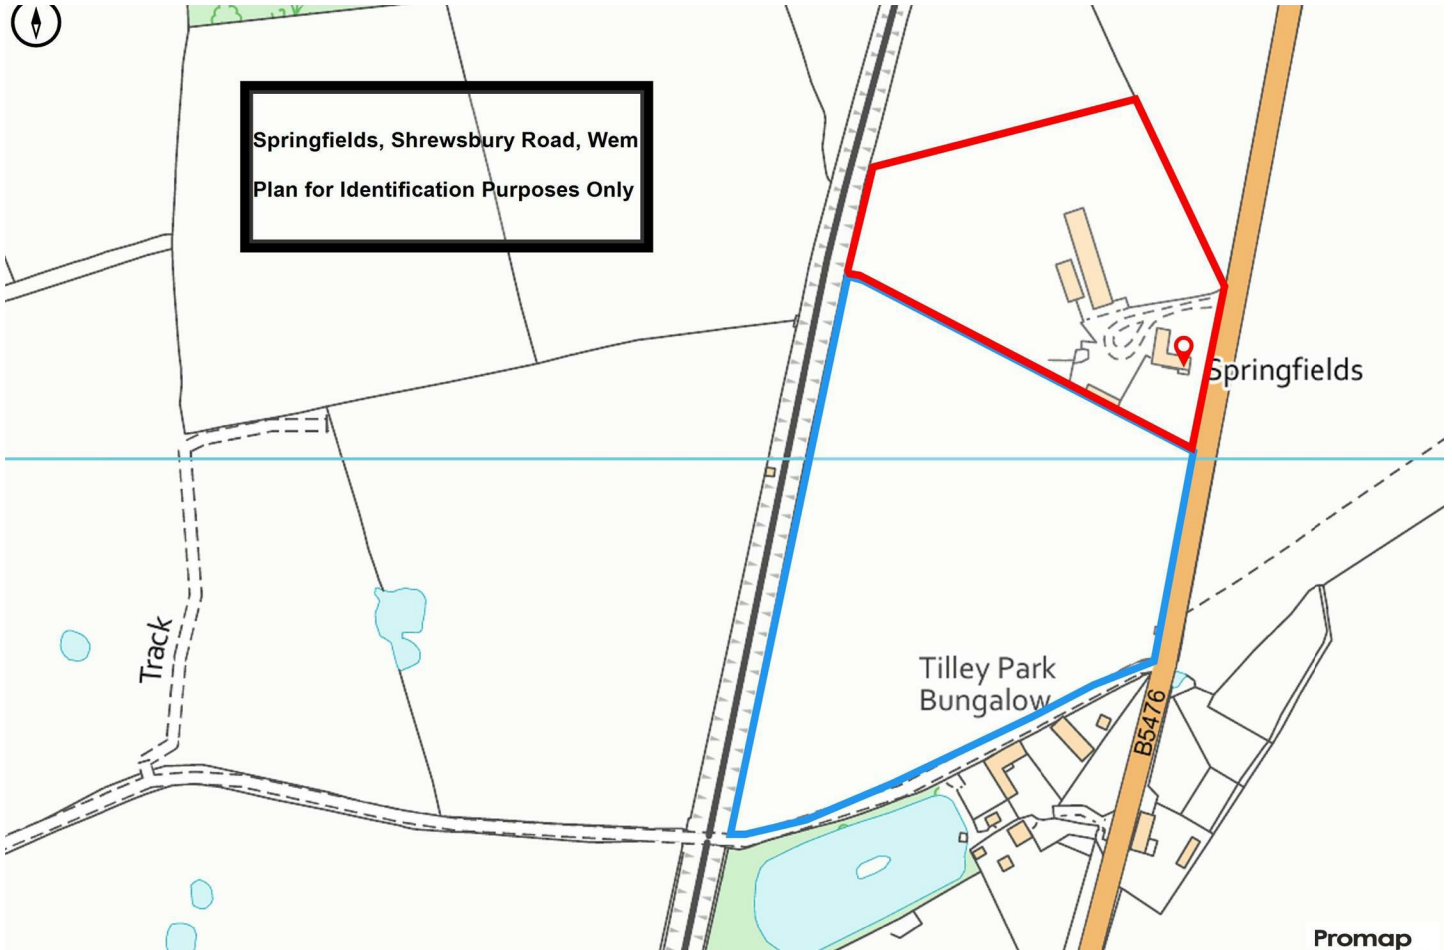 Springfields, Shrewsbury Road, Wem
Plan for Identification Purposes Only
Springfields
Track
Tilley Park
Bungalow
B5476
Promap